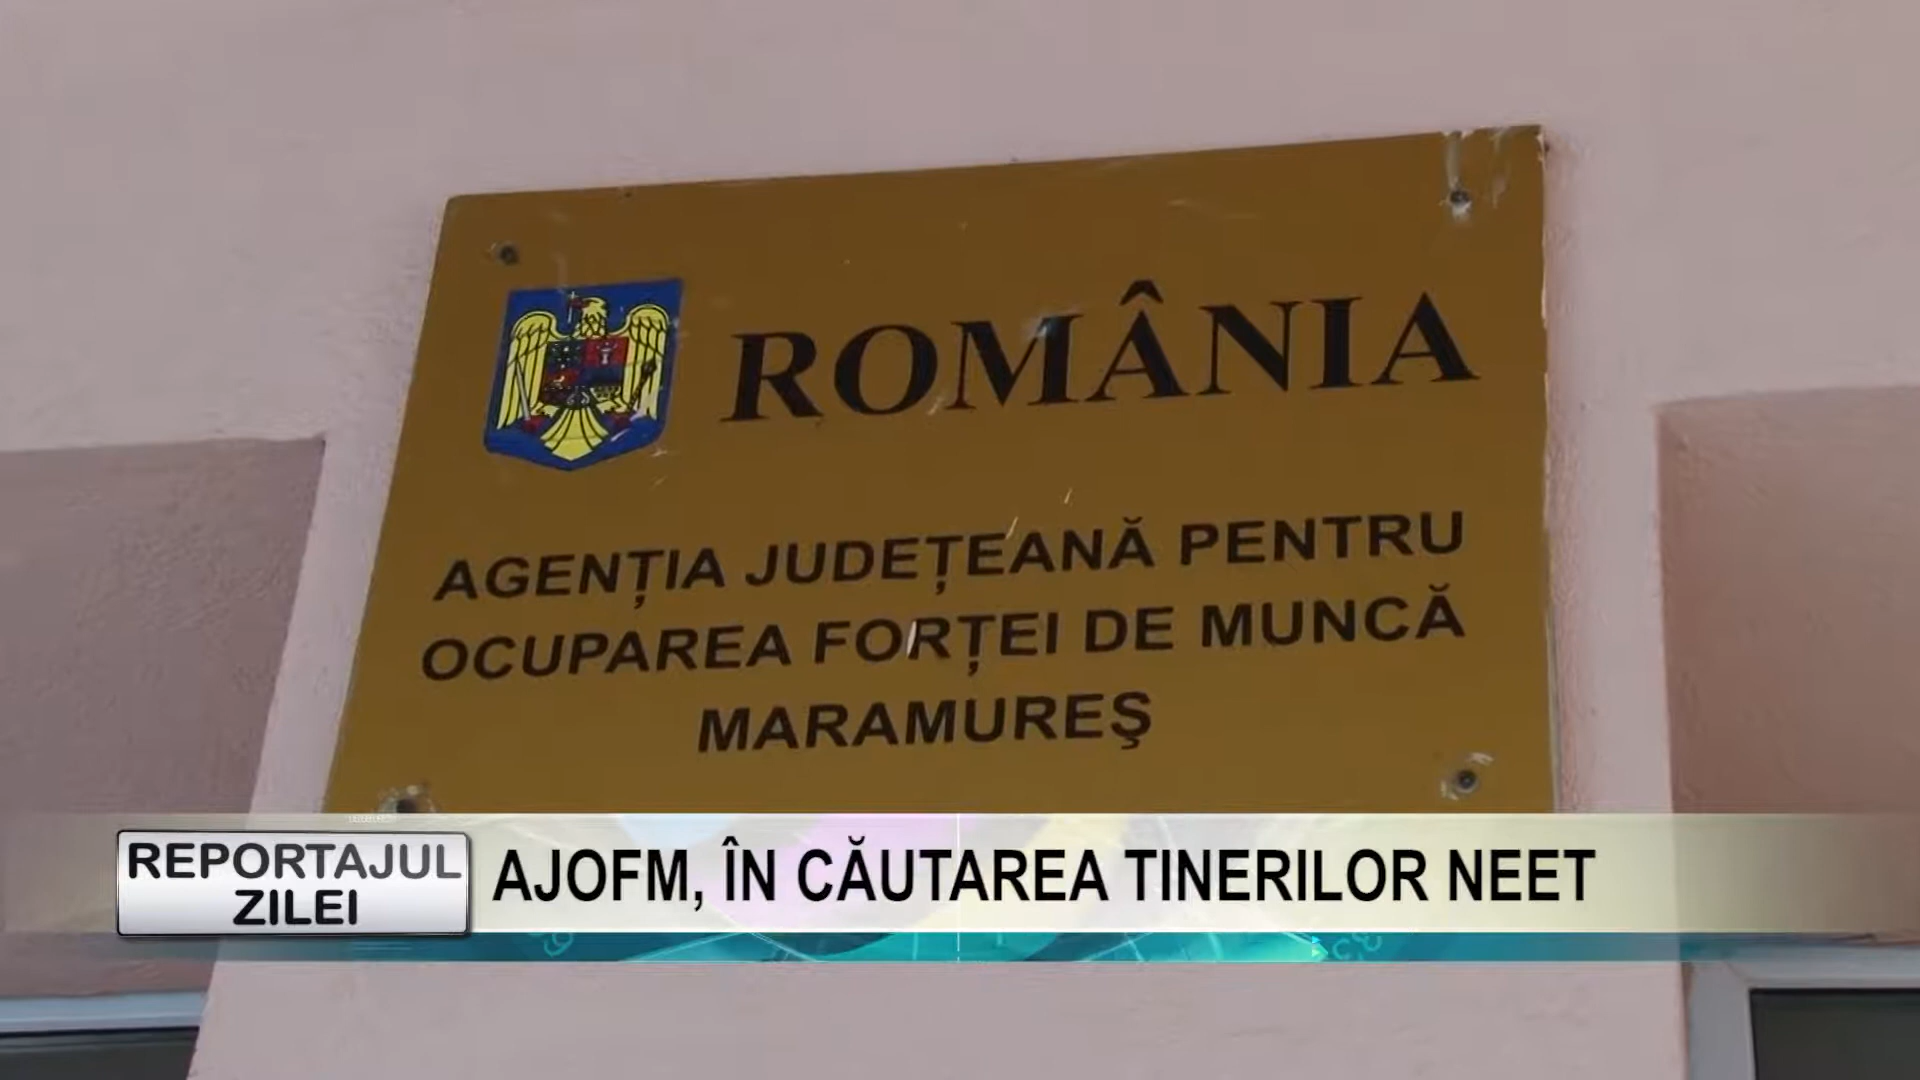 ROMÂNIA
AGENȚIA JUDEȚEANĂ PENTRU
OCUPAREA FORȚEI DE MUNCĂ
MARAMUREŞ
REPORTAJUL
ZILEI
AJOFM, ÎN CĂUTAREA TINERILOR NEET